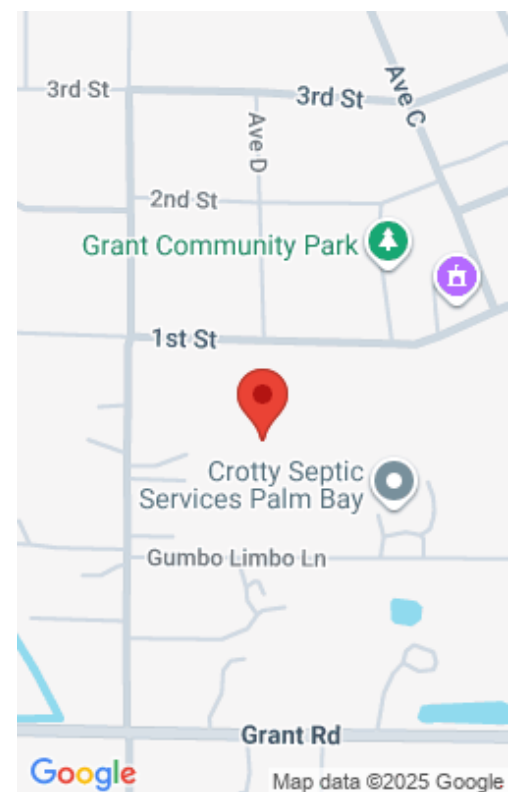 3rd St
3rd St
Ave C
Ave D
2nd St
Grant Community Park
1st St
Crotty Septic
Services Palm Bay
Gumbo Limbo Ln
Grant Rd
Google
Map data ©2025 Google